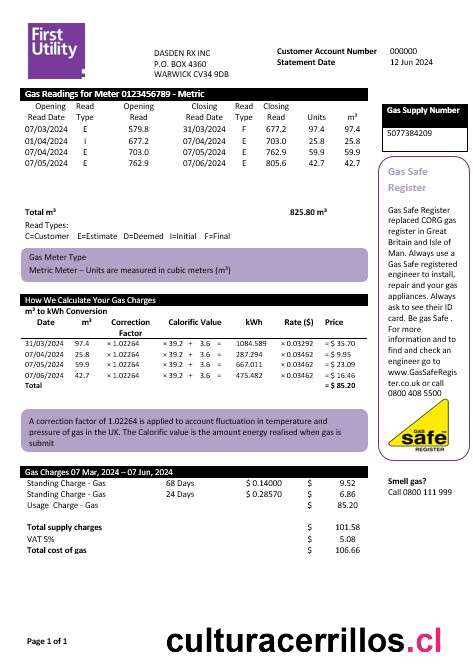 First
Utility
DASDEN RX INC
P.O. BOX 4360
WARWICK CV34 9DB
Customer Account Number 000000
Statement Date 12 Jun 2024
Gas Readings for Meter 0123456789 - Metric
Opening Read Opening Closing Read Closing
Read Date Type Read Read Date Type Read Units m³
07/03/2024 E 579.8 31/03/2024 F 677.2 97.4 97.4
01/04/2024 I 677.2 07/04/2024 E 703.0 25.8 25.8
07/04/2024 E 703.0 07/05/2024 E 762.9 59.9 59.9
07/05/2024 E 762.9 07/06/2024 E 805.6 42.7 42.7
Total m³ 825.80 m³
Read Types:
C=Customer E=Estimate D=Deemed I=Initial F=Final
Gas Meter Type
Metric Meter – Units are measured in cubic meters (m³)
How We Calculate Your Gas Charges
m³ to kWh Conversion
Date m³ Correction Calorific Value kWh Rate ($) Price
Factor
31/03/2024 97.4 × 1.02264 × 39.2 ÷ 3.6 = 1084.589 × 0.03292 = $ 35.70
07/04/2024 25.8 × 1.02264 × 39.2 ÷ 3.6 = 287.294 × 0.03462 = $ 9.95
07/05/2024 59.9 × 1.02264 × 39.2 ÷ 3.6 = 667.011 × 0.03462 = $ 23.09
07/06/2024 42.7 × 1.02264 × 39.2 ÷ 3.6 = 475.482 × 0.03462 = $ 16.46
Total = $ 85.20
A correction factor of 1.02264 is applied to account fluctuation in temperature and
pressure of gas in the UK. The Calorific value is the amount energy realised when gas is
submit
Gas Charges 07 Mar, 2024 – 07 Jun, 2024
Standing Charge - Gas 68 Days $ 0.14000 $ 9.52
Standing Charge - Gas 24 Days $ 0.28570 $ 6.86
Usage Charge - Gas $ 85.20
Total supply charges $ 101.58
VAT 5% $ 5.08
Total cost of gas $ 106.66
Gas Supply Number
5077384209
Gas Safe
Register
Gas Safe Register
replaced CORG gas
register in Great
Britain and Isle of
Man. Always use a
Gas Safe registered
engineer to install,
repair and your gas
appliances. Always
ask to see their ID
card. Be gas Safe .
For more
information and to
find and check an
engineer go to
www.GasSafeRegis
ter.co.uk or call
0800 408 5500
GAS
safe
REGISTER
Smell gas?
Call 0800 111 999
Page 1 of 1
culturacerrillos.cl